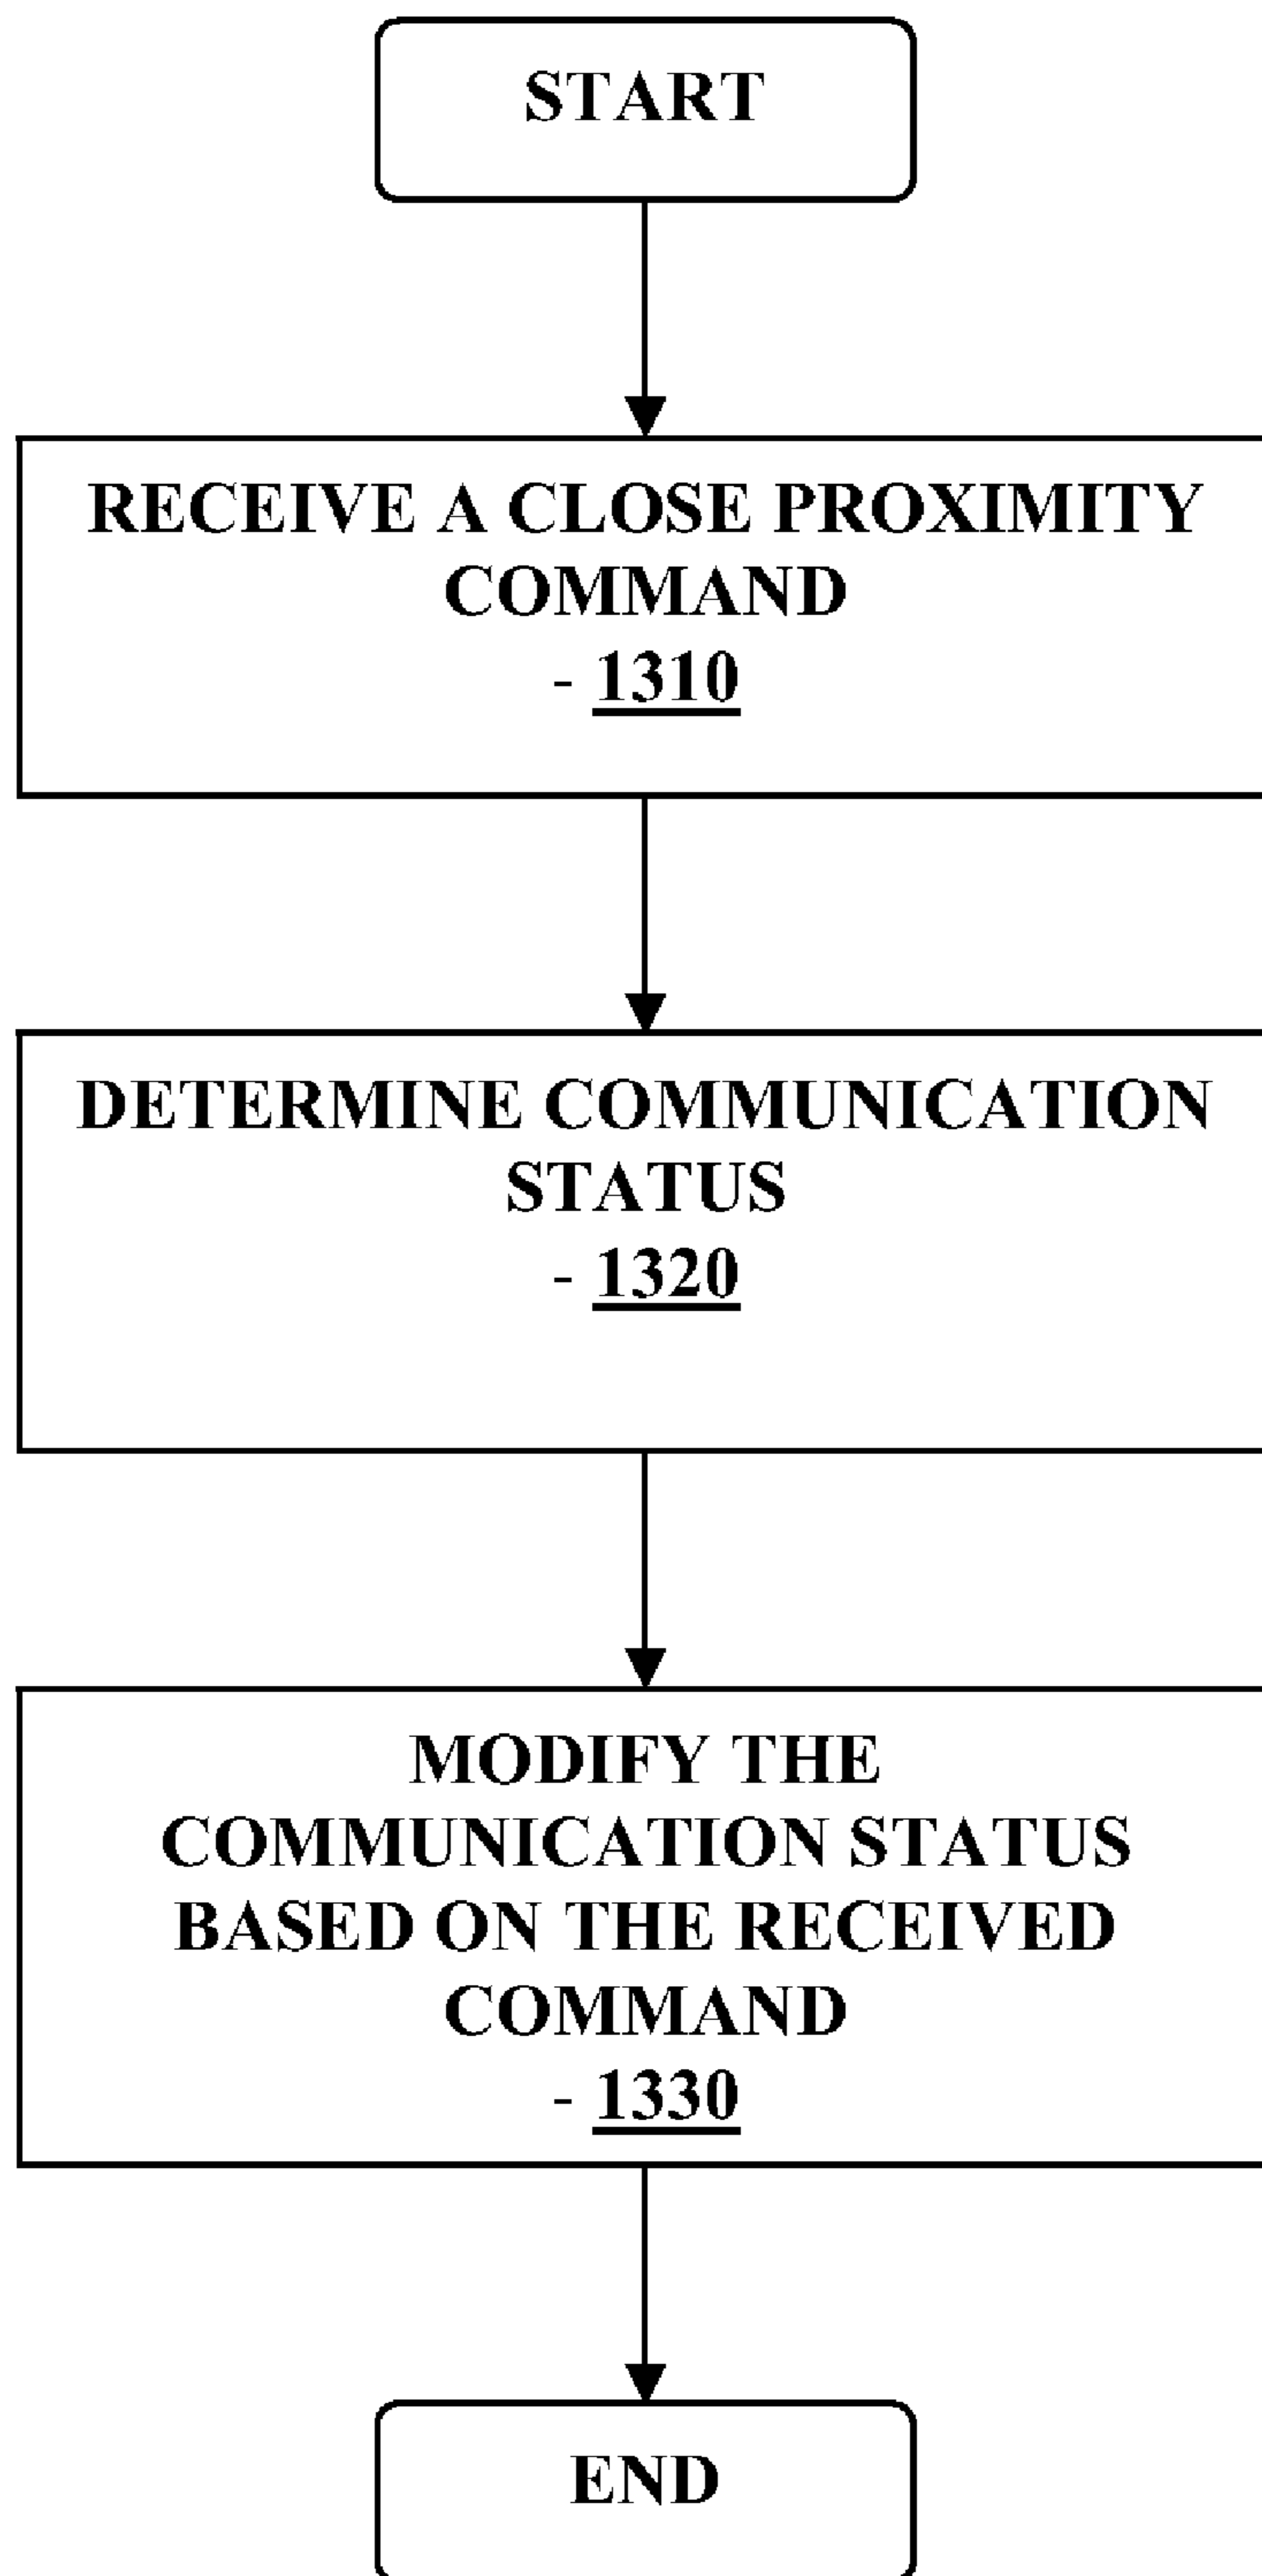 START
RECEIVE A CLOSE PROXIMITY
COMMAND
- 1310
DETERMINE COMMUNICATION
STATUS
- 1320
MODIFY THE
COMMUNICATION STATUS
BASED ON THE RECEIVED
COMMAND
- 1330
END